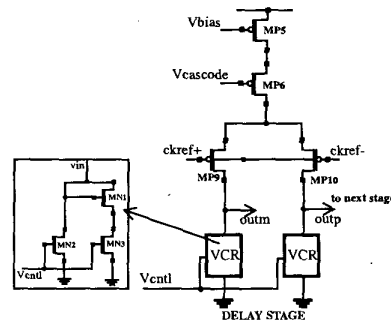 Vbias
MP5
Vcascode
MP6
ckref+
ckref-
MP9
MP10
vin
to next stage
MN1
outm
outp
MN2
MN3
VCR
VCR
Vcntl
Vcntl
DELAY STAGE